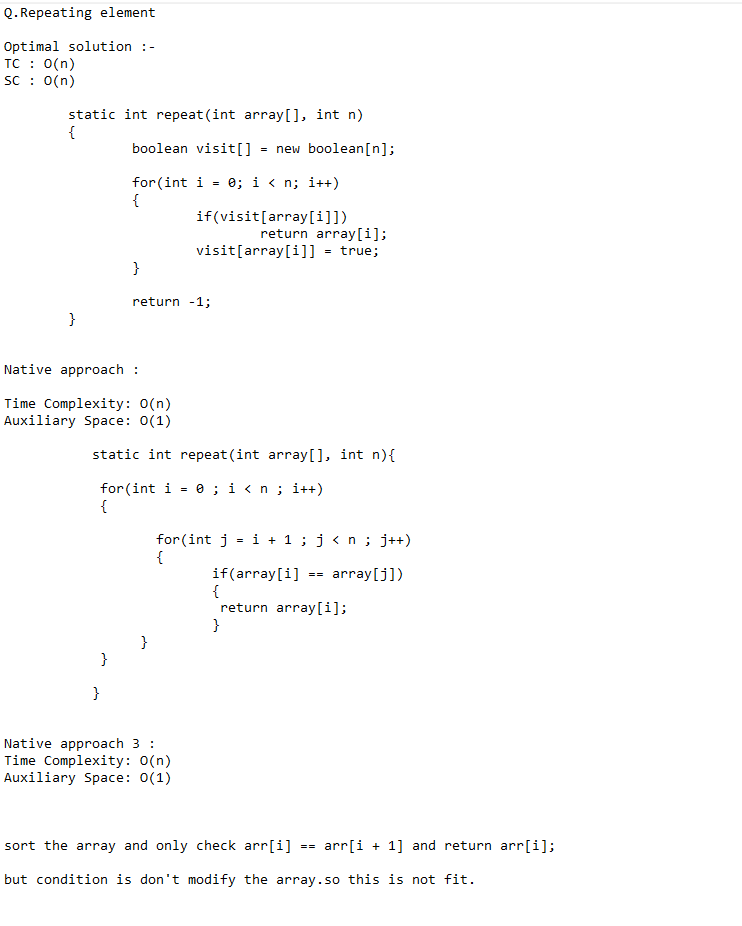 Q.Repeating element
Optimal solution :-
TC : O(n)
SC : O(n)
static int repeat(int array[], int n)
{
boolean visit[] = new boolean[n];
for(int i = 0; i < n; i++)
{
if(visit[array[i]])
return array[i];
visit[array[i]] = true;
}
return -1;
}
Native approach :
Time Complexity: O(n)
Auxiliary Space: O(1)
static int repeat(int array[], int n){
for(int i = 0 ; i < n ; i++)
{
for(int j = i + 1 ; j < n ; j++)
{
if(array[i] == array[j])
{
return array[i];
}
}
}
}
Native approach 3 :
Time Complexity: O(n)
Auxiliary Space: O(1)
sort the array and only check arr[i] == arr[i + 1] and return arr[i];
but condition is don't modify the array.so this is not fit.